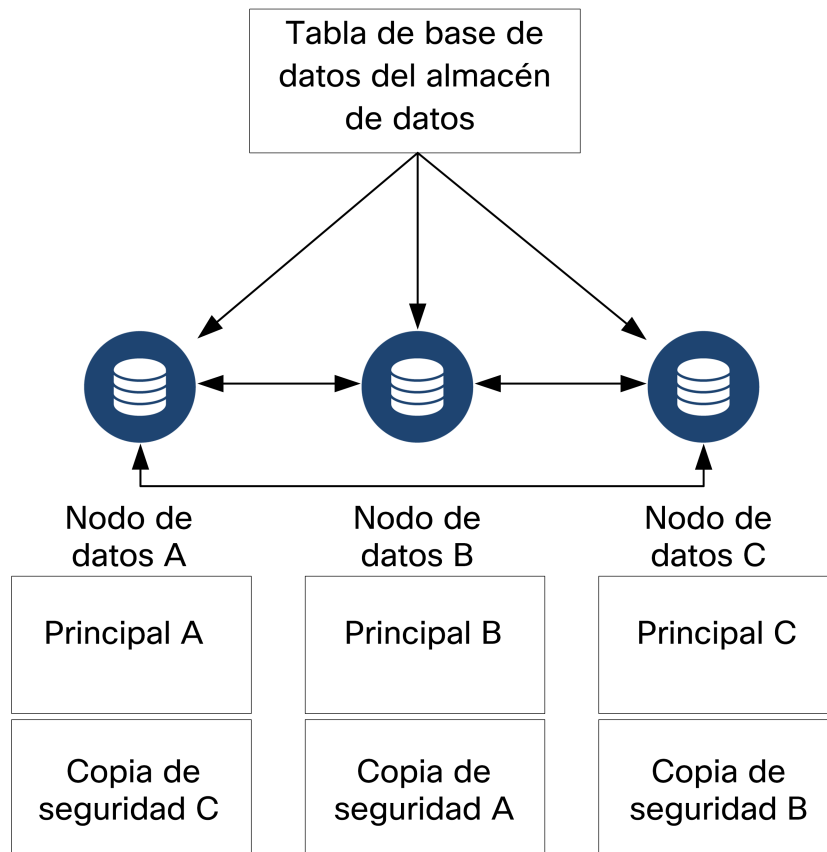 Tabla de base de
datos del almacén
de datos
Nodo de
datos A
Nodo de
datos B
Nodo de
datos C
Principal A
Principal B
Principal C
Copia de
seguridad C
Copia de
seguridad A
Copia de
seguridad B